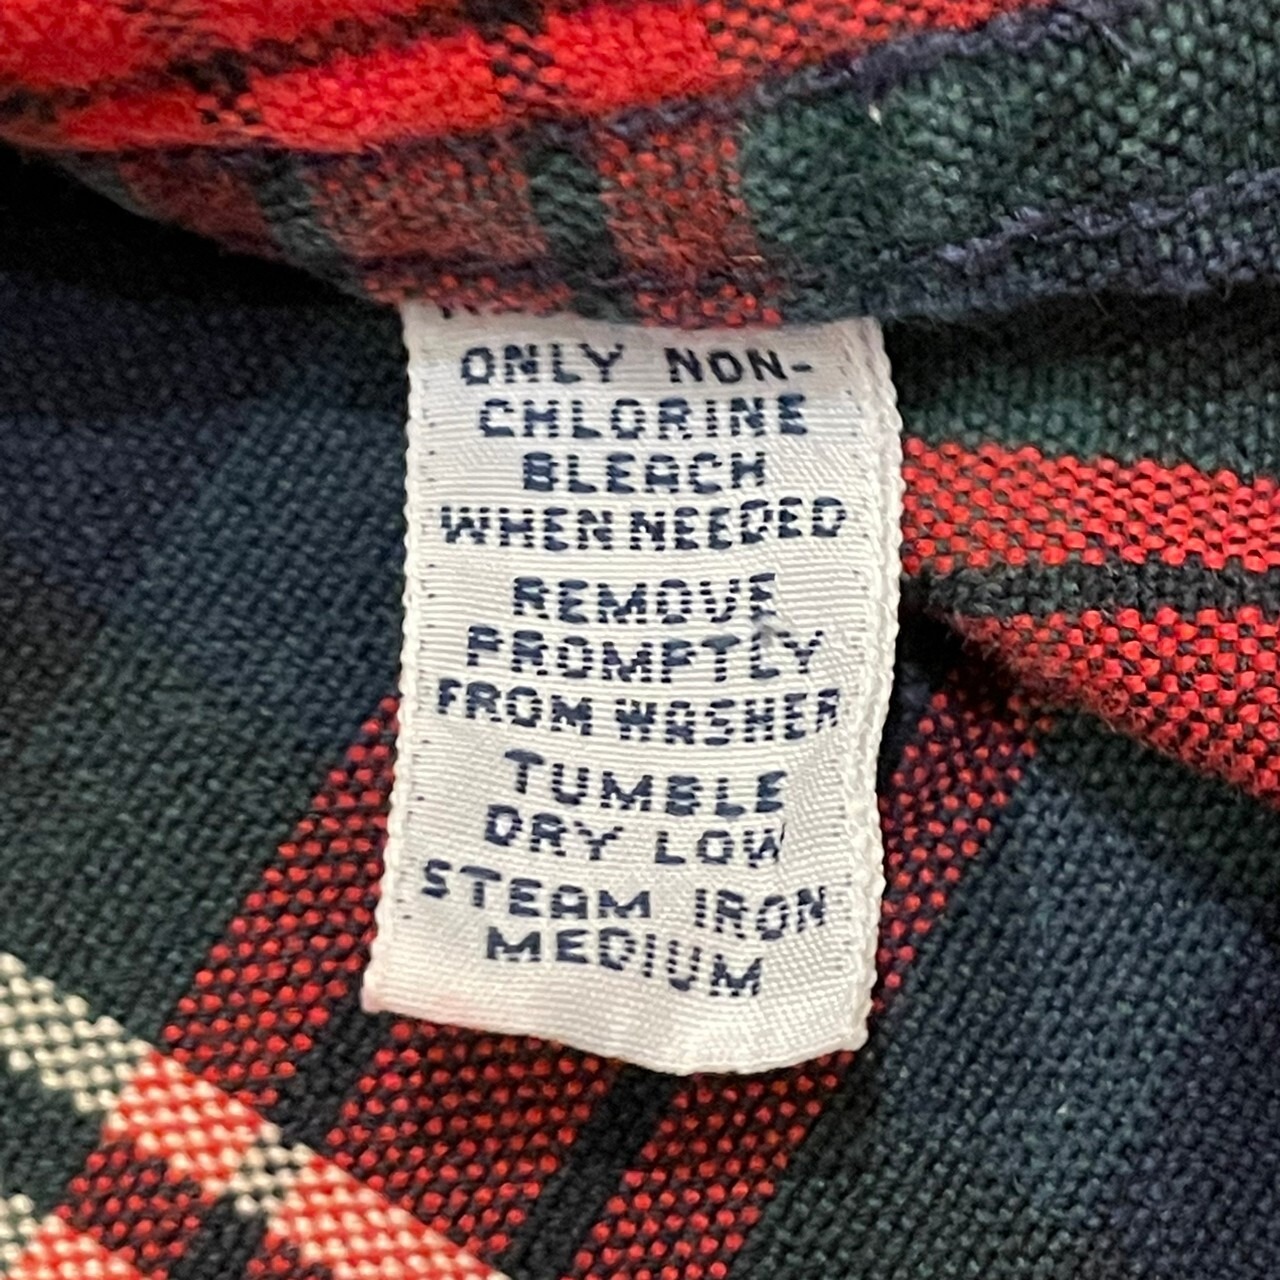 ONLY NON-
CHLORINE
BLEACH
WHEN NEEDED
REMOVE
PROMPTLY
FROM WASHER
TUMBLE
DRY LOW
STEAM IRON
MEDIUM